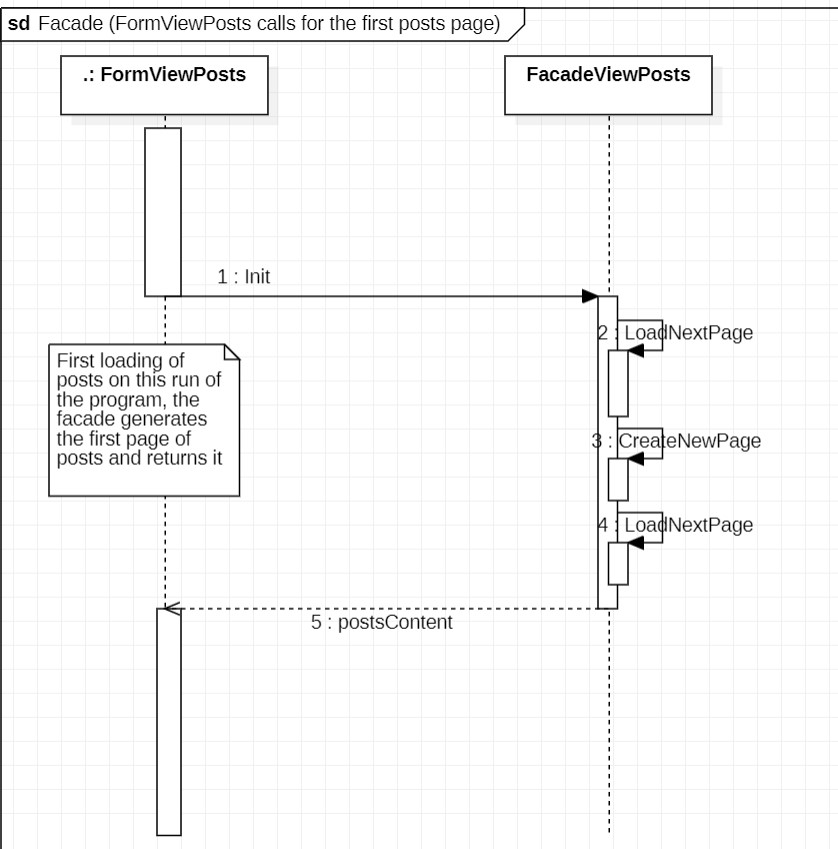 sd Facade (FormViewPosts calls for the first posts page)
.: FormViewPosts
FacadeViewPosts
1 : Init
2 : LoadNextPage
First loading of
posts on this run of
the program, the
facade generates
the first page of
posts and returns it
3 : CreateNewPage
4 : LoadNextPage
5 : postsContent